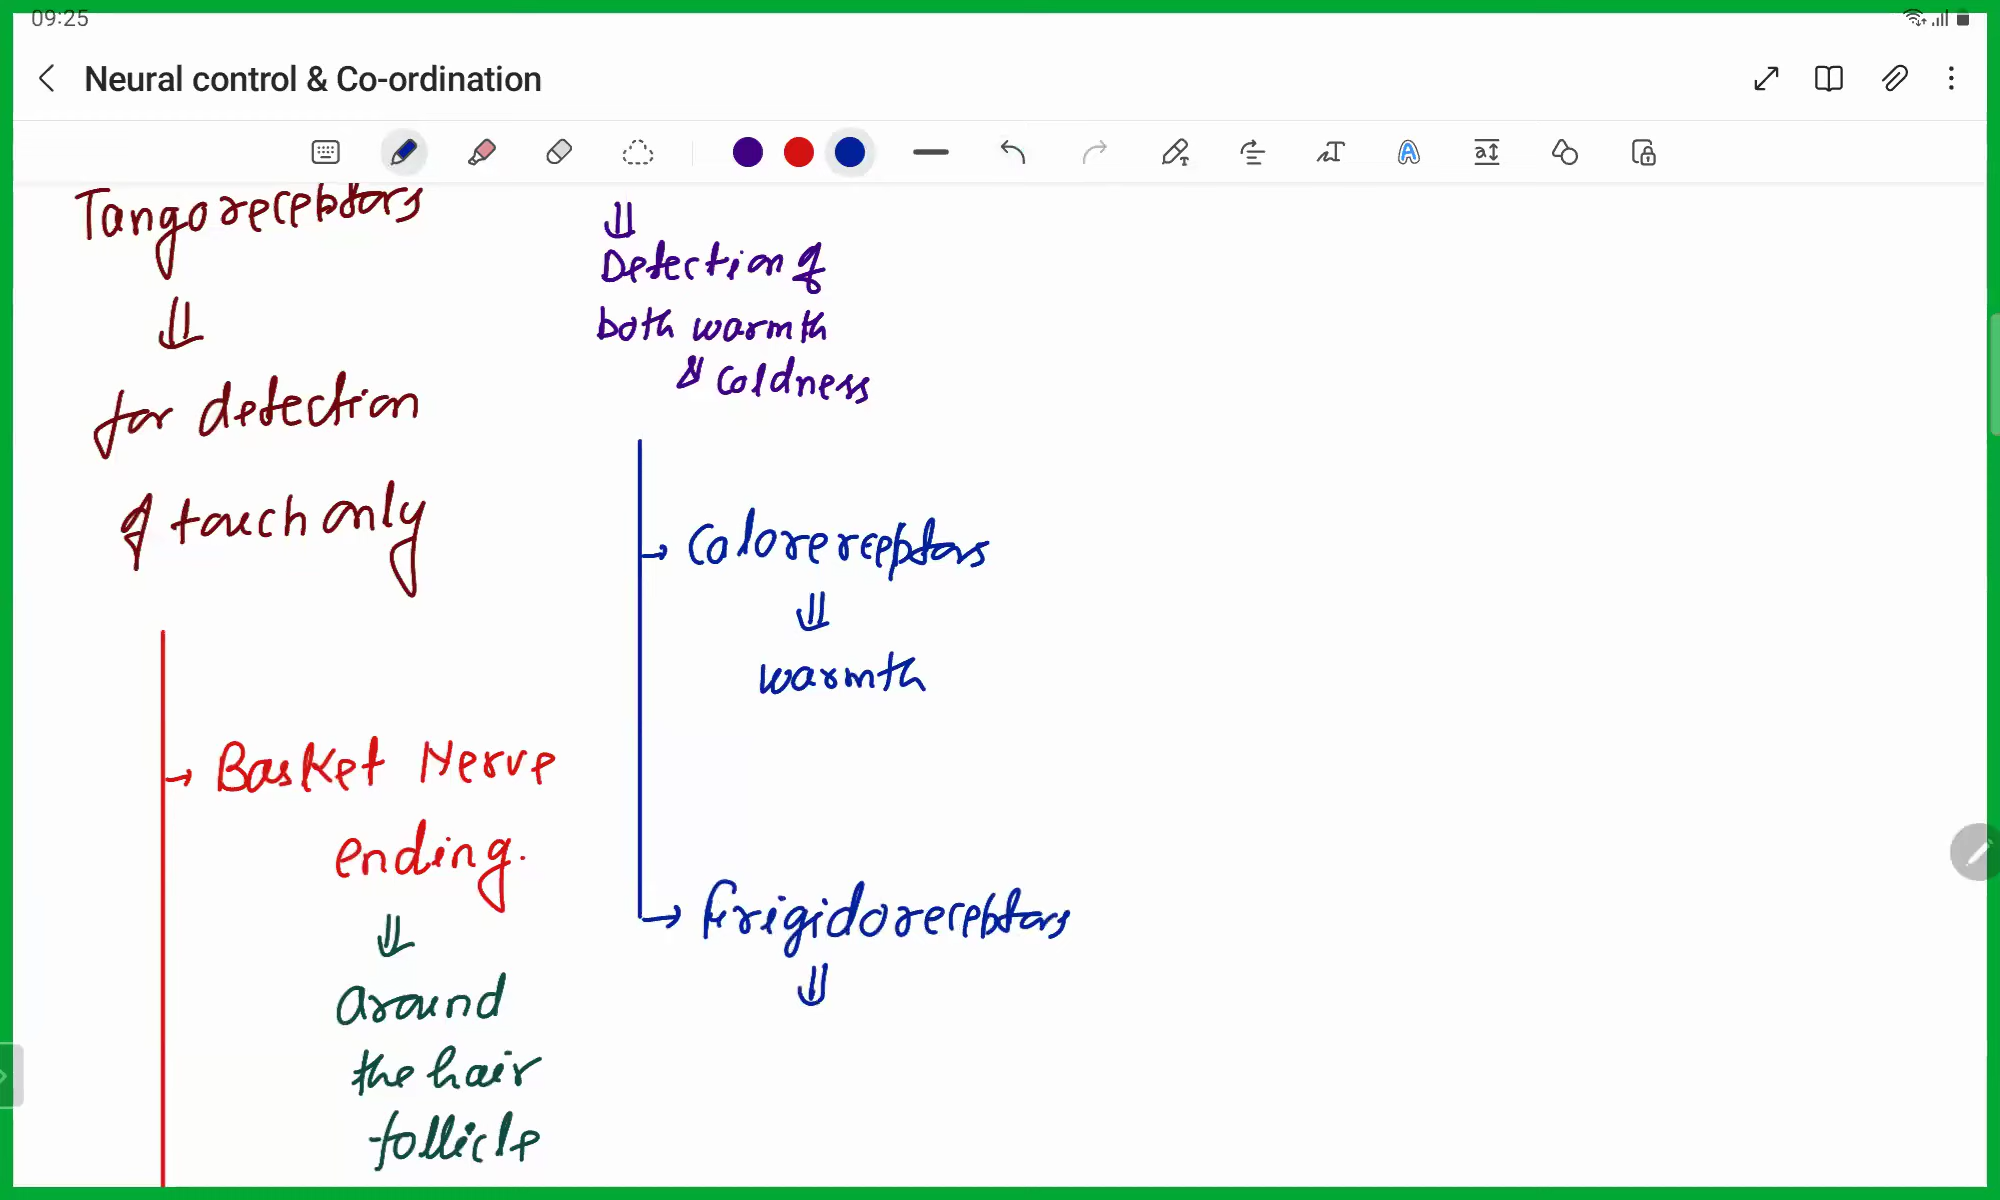 09:25
Neural control & Co-ordination
Tangoreceptors
⇓
for detection
of touch only
→ Basket Nerve
ending.
⇓
Around
the hair
follicle
⇓
Detection of
both warmth
& Coldness
→ Calorereceptors
⇓
warmth
→ Frigidoreceptors
⇓